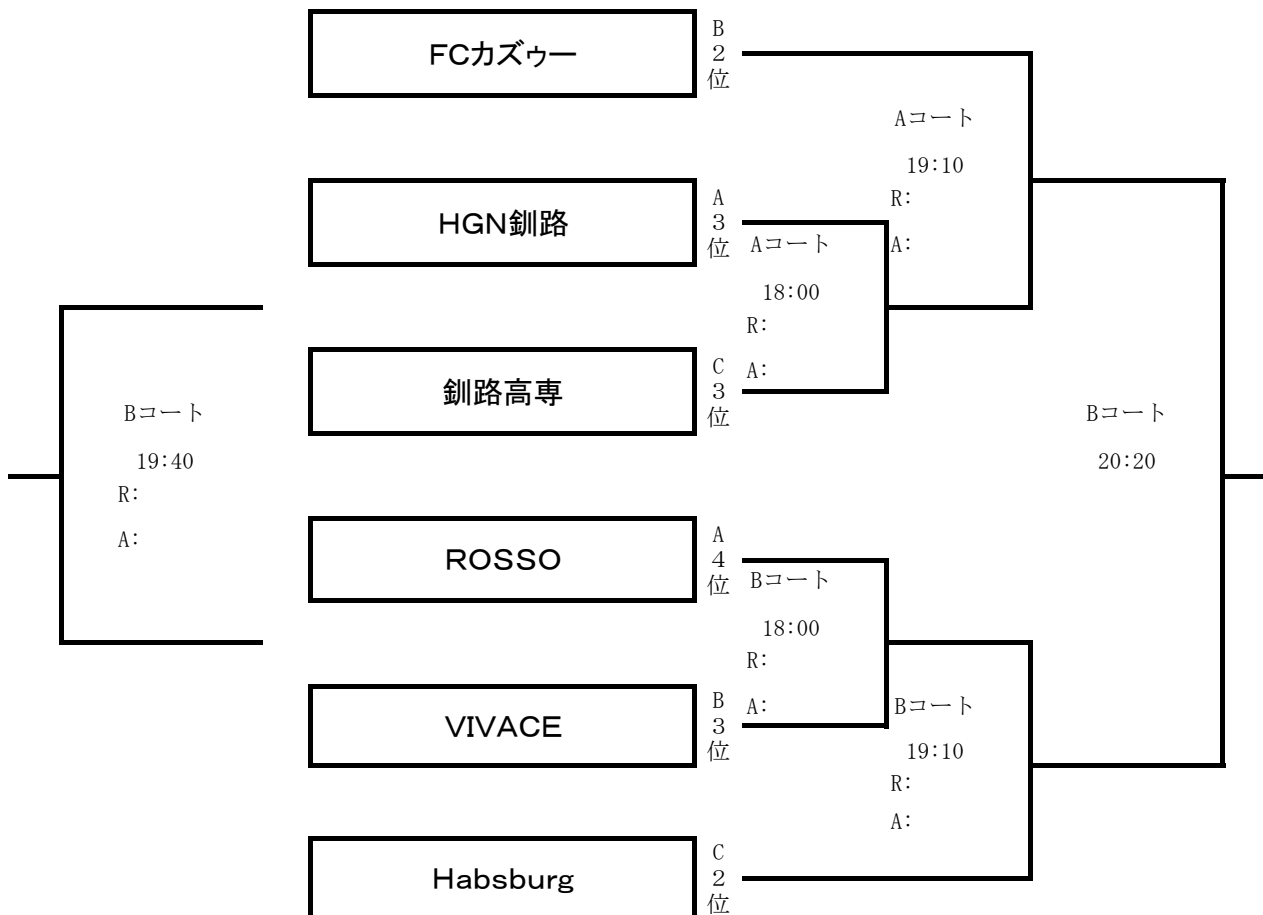 FCカズゥー
B
2
位
Aコート
19:10
R:
A:
HGN釧路
A
3
位
Aコート
18:00
R:
A:
釧路高専
C
3
位
Bコート
19:40
R:
A:
Bコート
20:20
ROSSO
A
4
位
Bコート
18:00
R:
A:
VIVACE
B
3
位
Bコート
19:10
R:
A:
Habsburg
C
2
位